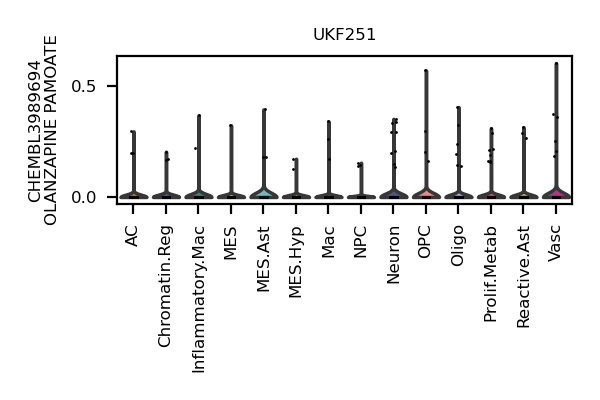 UKF251
CHEMBL3989694
OLANZAPINE PAMOATE
0.5
0.0
AC
Chromatin.Reg
Inflammatory.Mac
MES
MES.Ast
MES.Hyp
Mac
NPC
Neuron
OPC
Oligo
Prolif.Metab
Reactive.Ast
Vasc